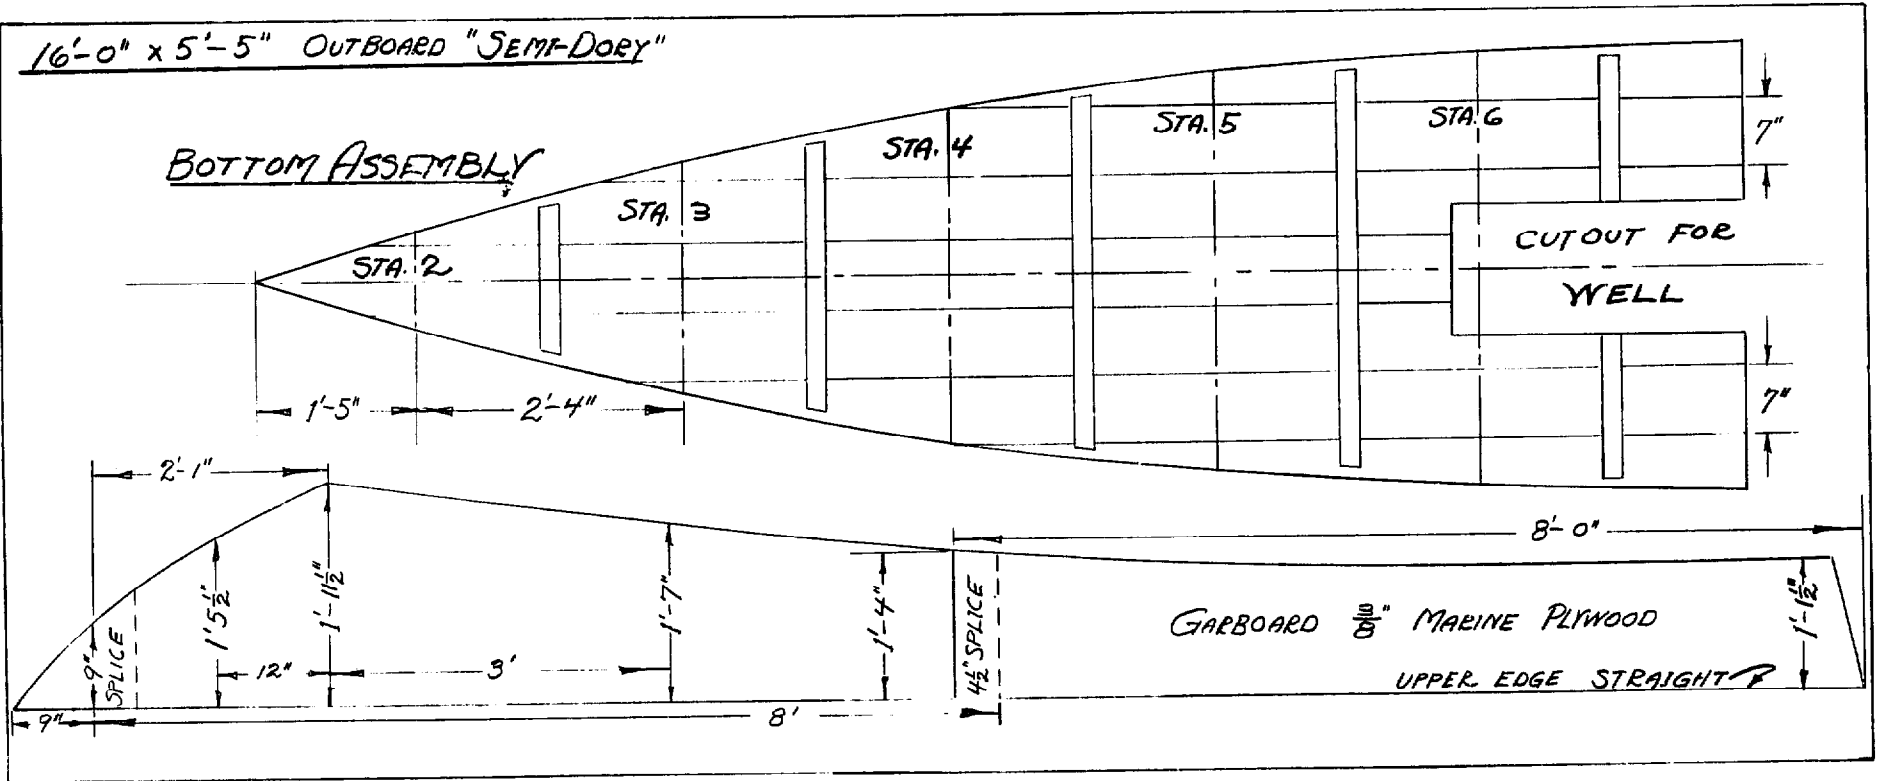 16'-0" x 5'-5" OUTBOARD "SEMI-DORY"
BOTTOM ASSEMBLY
STA. 2
STA. 3
STA. 4
STA. 5
STA. 6
7"
CUTOUT FOR
WELL
7"
1'-5"
2'-4"
2'-1"
8'-0"
9"
SPLICE
1'5½"
1'-11½"
1'-7"
1'-4"
4½" SPLICE
GARBOARD ⅜" MARINE PLYWOOD
1'-1½"
UPPER EDGE STRAIGHT
12"
3'
9"
8'